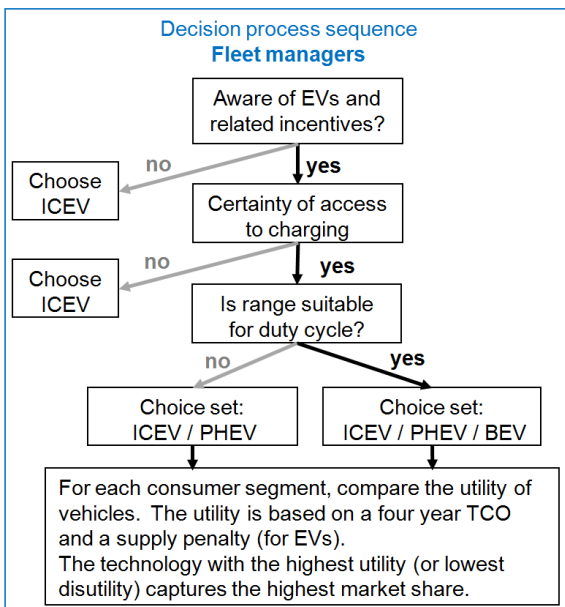 Decision process sequence
Fleet managers
Aware of EVs and
related incentives?
no
yes
Choose
ICEV
Certainty of access
to charging
no
yes
Choose
ICEV
Is range suitable
for duty cycle?
no
yes
Choice set:
ICEV / PHEV
Choice set:
ICEV / PHEV / BEV
For each consumer segment, compare the utility of
vehicles.  The utility is based on a four year TCO
and a supply penalty (for EVs).
The technology with the highest utility (or lowest
disutility) captures the highest market share.